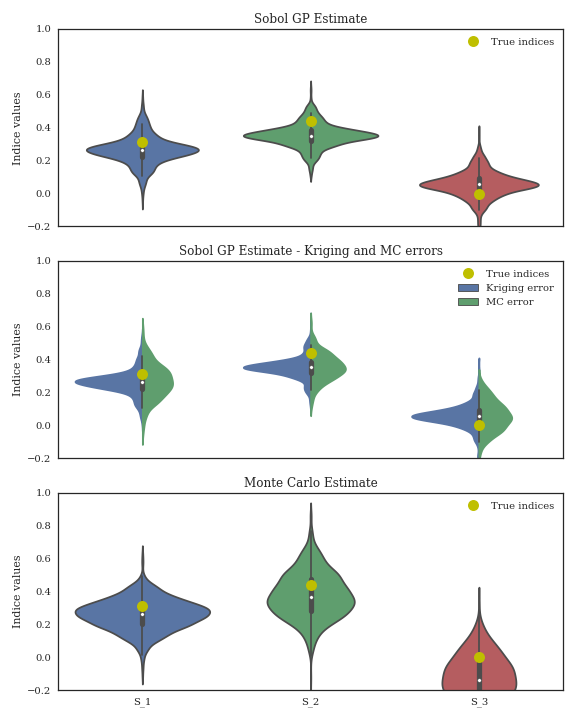 Sobol GP Estimate
1.0
0.8
0.6
0.4
0.2
0.0
−0.2
Indice values
True indices
Sobol GP Estimate - Kriging and MC errors
1.0
0.8
0.6
0.4
0.2
0.0
−0.2
Indice values
True indices
Kriging error
MC error
Monte Carlo Estimate
1.0
0.8
0.6
0.4
0.2
0.0
−0.2
Indice values
True indices
S_1 S_2 S_3